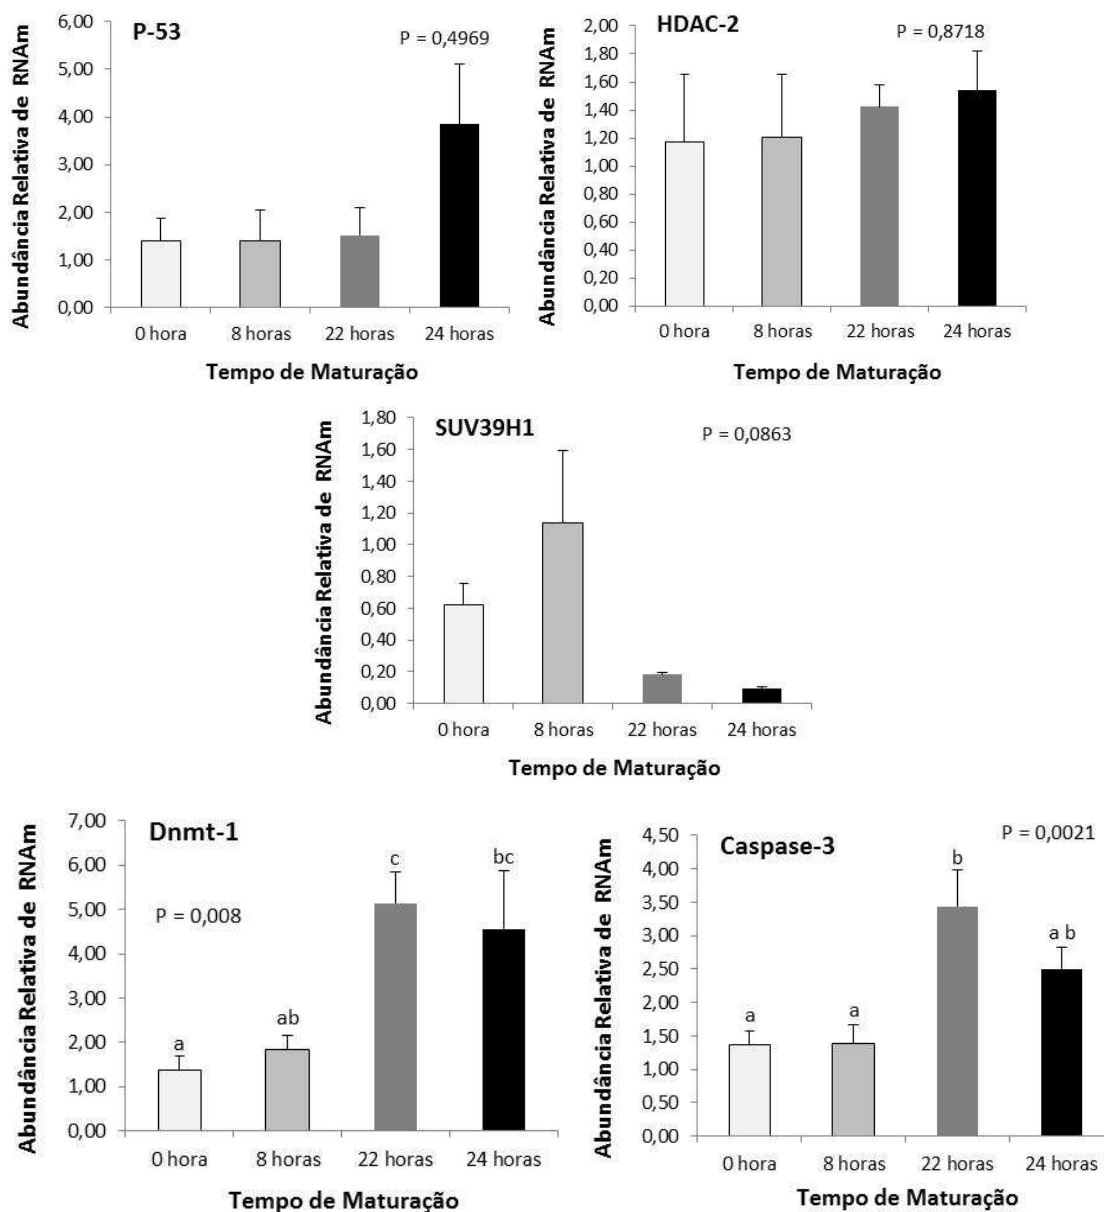 P-53
P = 0,4969
Abundância Relativa de RNAm
6,00
5,00
4,00
3,00
2,00
1,00
0,00
0 hora 8 horas 22 horas 24 horas
Tempo de Maturação
HDAC-2
P = 0,8718
Abundância Relativa de RNAm
2,00
1,80
1,60
1,40
1,20
1,00
0,80
0,60
0,40
0,20
0,00
0 hora 8 horas 22 horas 24 horas
Tempo de Maturação
SUV39H1
P = 0,0863
Abundância Relativa de RNAm
1,80
1,60
1,40
1,20
1,00
0,80
0,60
0,40
0,20
0,00
0 hora 8 horas 22 horas 24 horas
Tempo de Maturação
Dnmt-1
P = 0,008
Abundância Relativa de RNAm
7,00
6,00
5,00
4,00
3,00
2,00
1,00
0,00
a ab c bc
0 hora 8 horas 22 horas 24 horas
Tempo de Maturação
Caspase-3
P = 0,0021
Abundância Relativa de RNAm
4,50
4,00
3,50
3,00
2,50
2,00
1,50
1,00
0,50
0,00
a a b a b
0 hora 8 horas 22 horas 24 horas
Tempo de Maturação